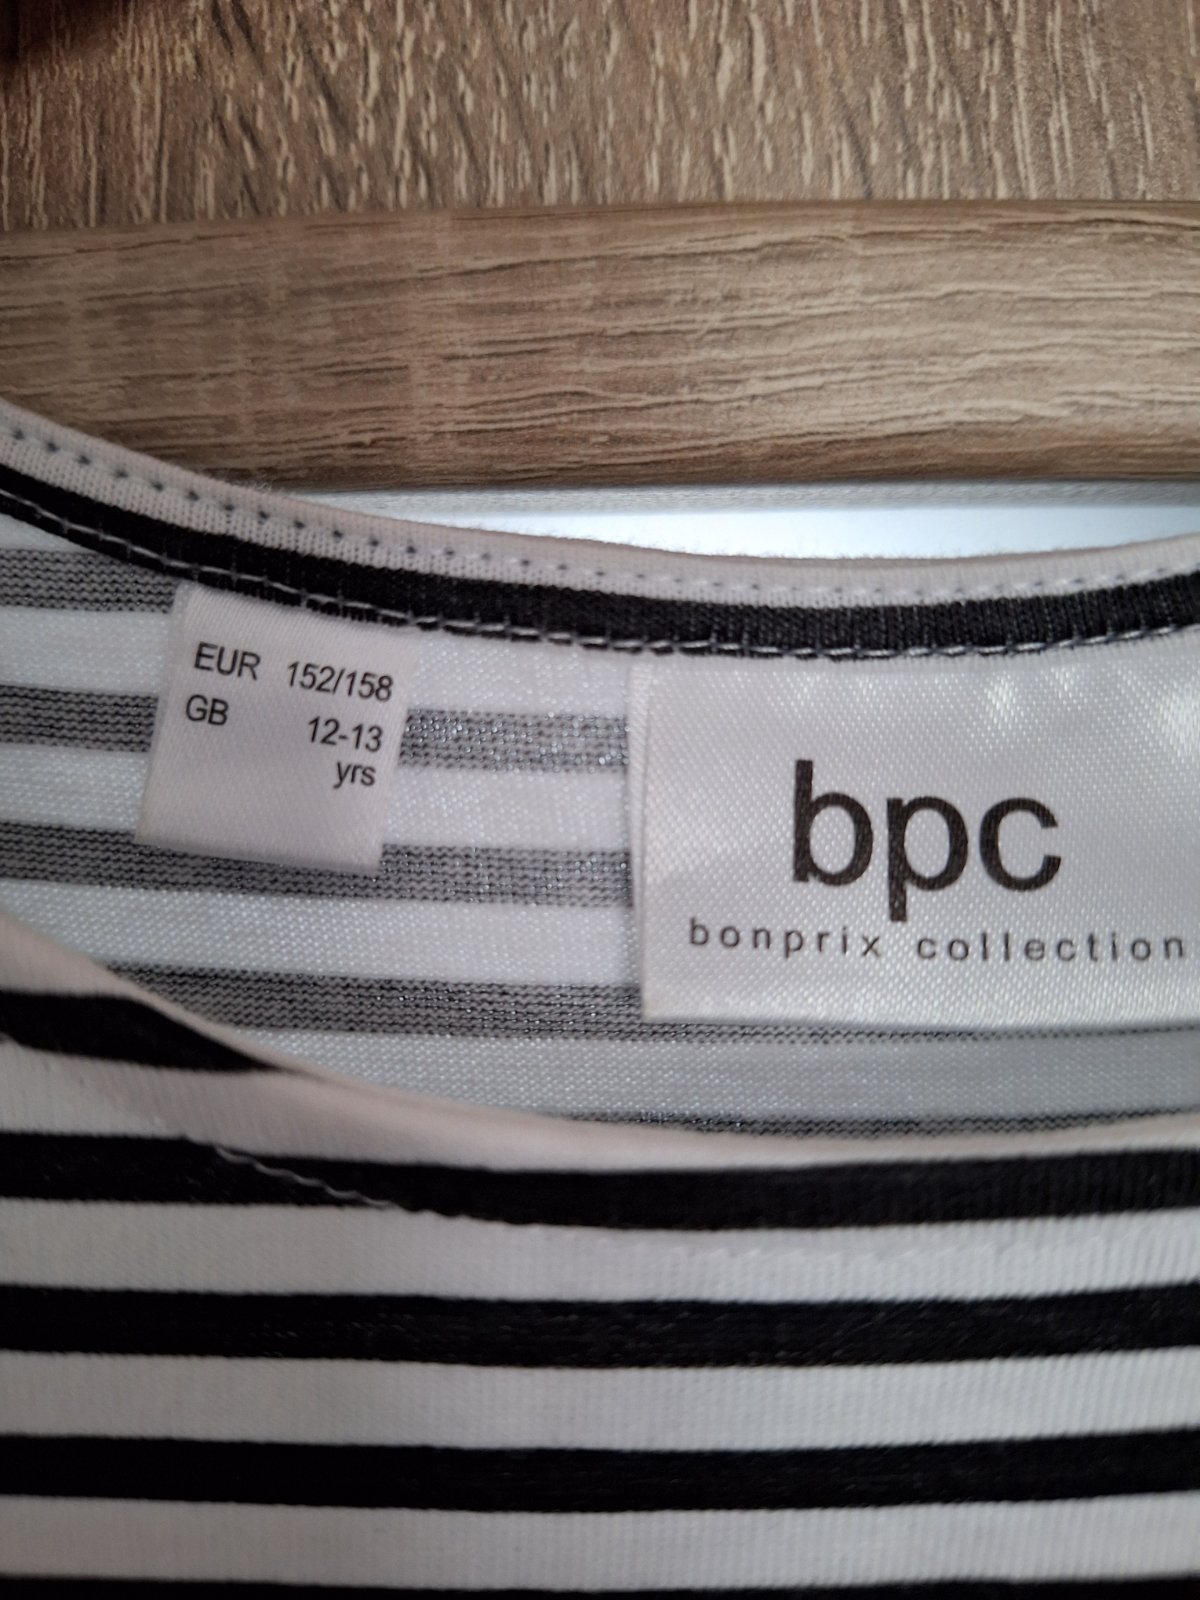 EUR 152/158
GB 12-13
yrs
bpc
bonprix collection